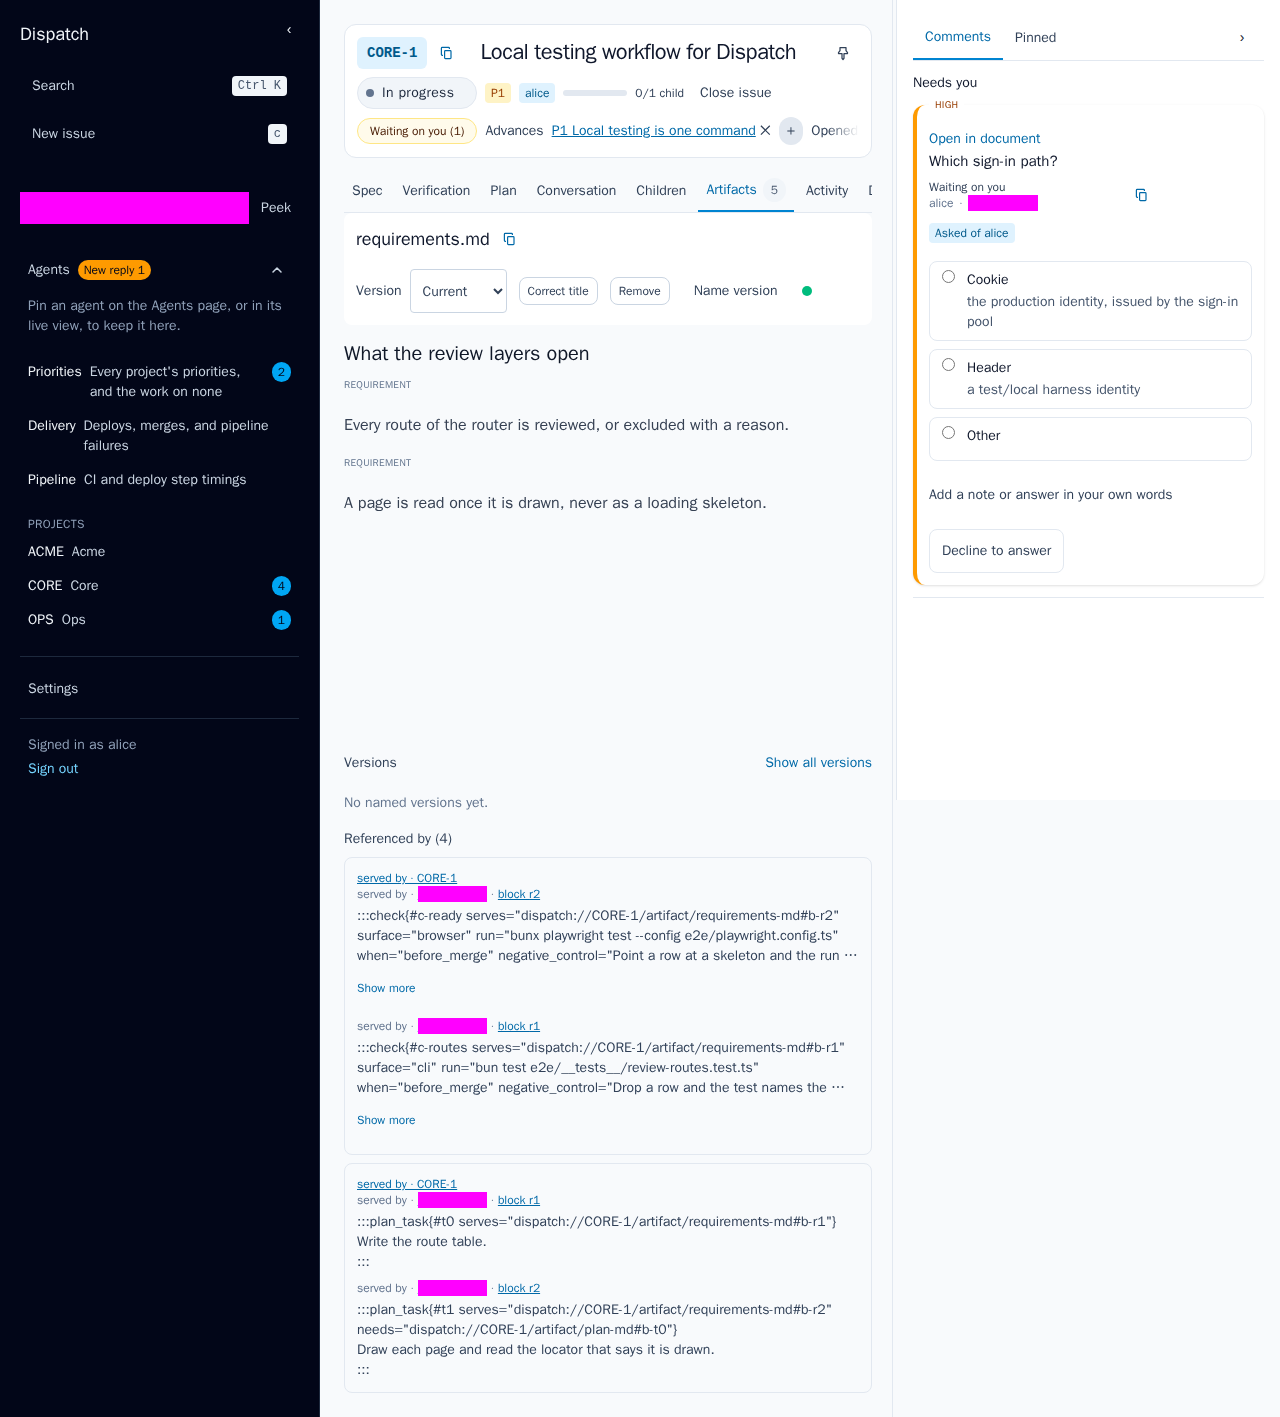 Dispatch
‹
Search
Ctrl K
New issue
C
Peek
Agents
New reply 1
Pin an agent on the Agents page, or in its
live view, to keep it here.
Priorities
Every project's priorities,
and the work on none
2
Delivery
Deploys, merges, and pipeline
failures
Pipeline
CI and deploy step timings
PROJECTS
ACME Acme
CORE Core
4
OPS Ops
1
Settings
Signed in as alice
Sign out
CORE-1
Local testing workflow for Dispatch
In progress
P1
alice
0/1 child
Close issue
Waiting on you (1)
Advances
P1 Local testing is one command
+
Opened
Spec
Verification
Plan
Conversation
Children
Artifacts 5
Activity
requirements.md
Version
Current
Correct title
Remove
Name version
What the review layers open
REQUIREMENT
Every route of the router is reviewed, or excluded with a reason.
REQUIREMENT
A page is read once it is drawn, never as a loading skeleton.
Versions
Show all versions
No named versions yet.
Referenced by (4)
served by · CORE-1
served by ·
· block r2
:::check{#c-ready serves="dispatch://CORE-1/artifact/requirements-md#b-r2"
surface="browser" run="bunx playwright test --config e2e/playwright.config.ts"
when="before_merge" negative_control="Point a row at a skeleton and the run ⋯
Show more
served by ·
· block r1
:::check{#c-routes serves="dispatch://CORE-1/artifact/requirements-md#b-r1"
surface="cli" run="bun test e2e/__tests__/review-routes.test.ts"
when="before_merge" negative_control="Drop a row and the test names the ⋯
Show more
served by · CORE-1
served by ·
· block r1
:::plan_task{#t0 serves="dispatch://CORE-1/artifact/requirements-md#b-r1"}
Write the route table.
:::
served by ·
· block r2
:::plan_task{#t1 serves="dispatch://CORE-1/artifact/requirements-md#b-r2"
needs="dispatch://CORE-1/artifact/plan-md#b-t0"}
Draw each page and read the locator that says it is drawn.
:::
Comments
Pinned
›
Needs you
HIGH
Open in document
Which sign-in path?
Waiting on you
alice ·
Asked of alice
Cookie
the production identity, issued by the sign-in
pool
Header
a test/local harness identity
Other
Add a note or answer in your own words
Decline to answer